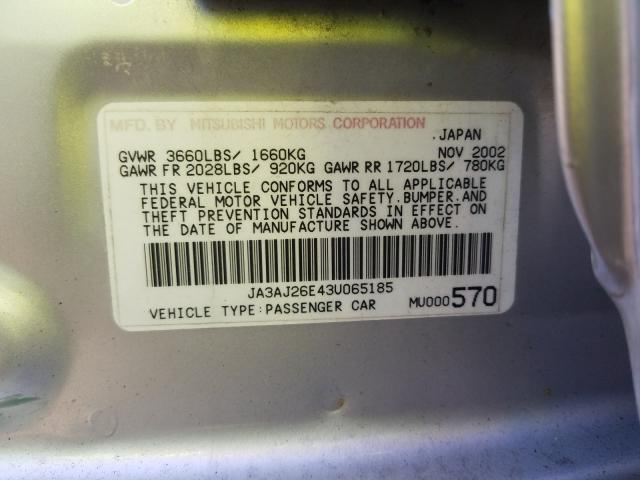 MFD. BY MITSUBISHI MOTORS CORPORATION
.JAPAN
GVWR 3660LBS/ 1660KG NOV 2002
GAWR FR 2028LBS/ 920KG GAWR RR 1720LBS/ 780KG
THIS VEHICLE CONFORMS TO ALL APPLICABLE
FEDERAL MOTOR VEHICLE SAFETY.BUMPER.AND
THEFT PREVENTION STANDARDS IN EFFECT ON
THE DATE OF MANUFACTURE SHOWN ABOVE.
JA3AJ26E43U065185
VEHICLE TYPE:PASSENGER CAR MU000570